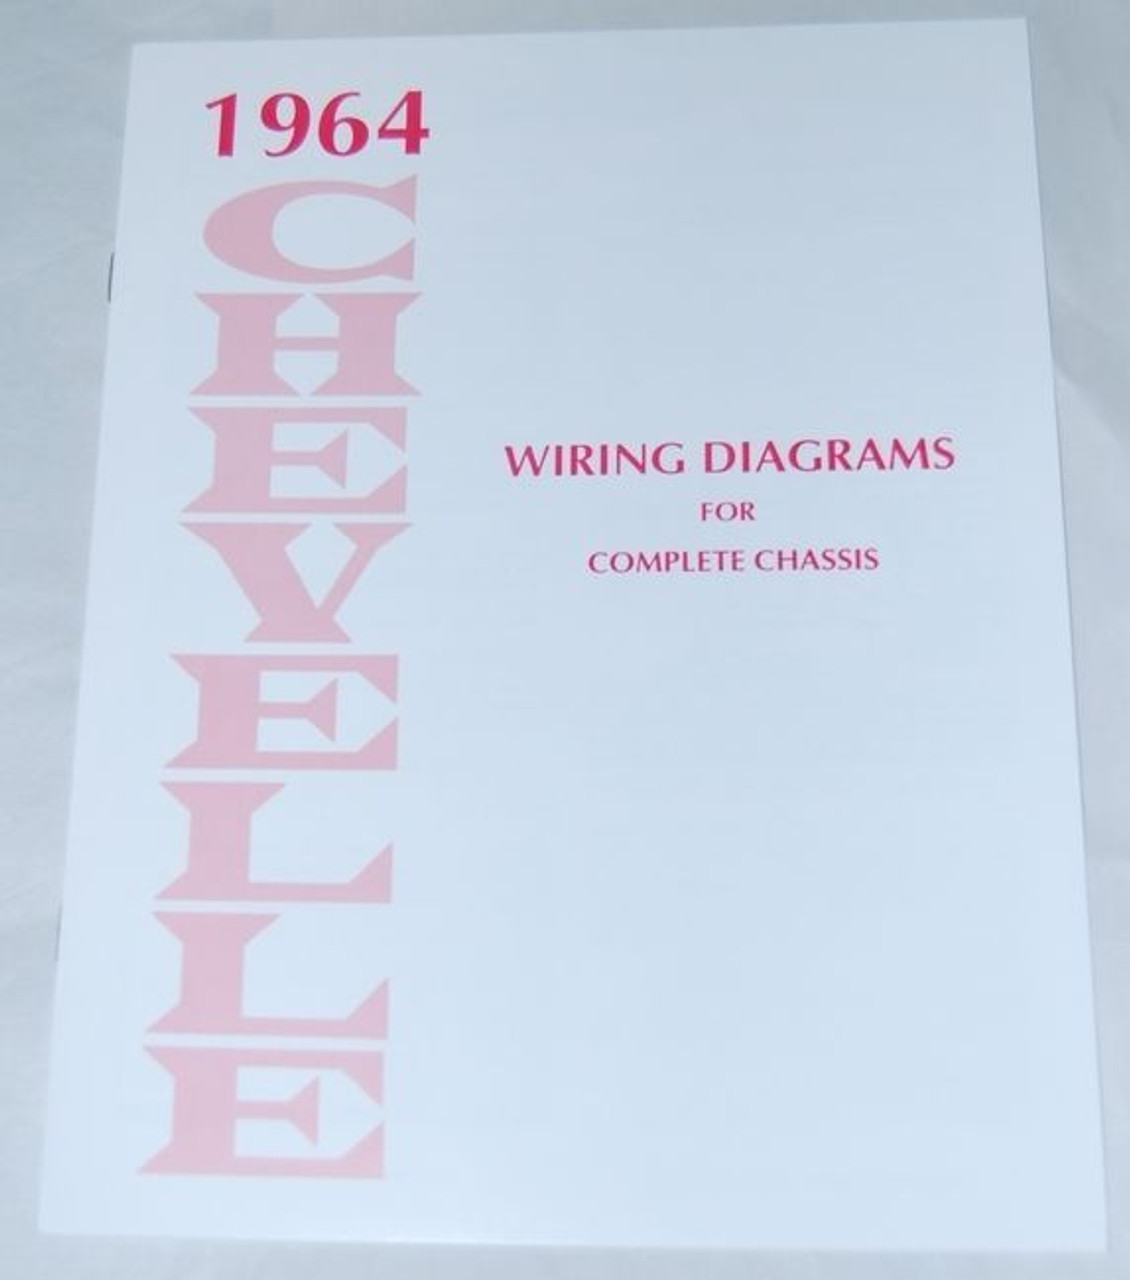 1964
CHEVELLE
WIRING DIAGRAMS
FOR
COMPLETE CHASSIS